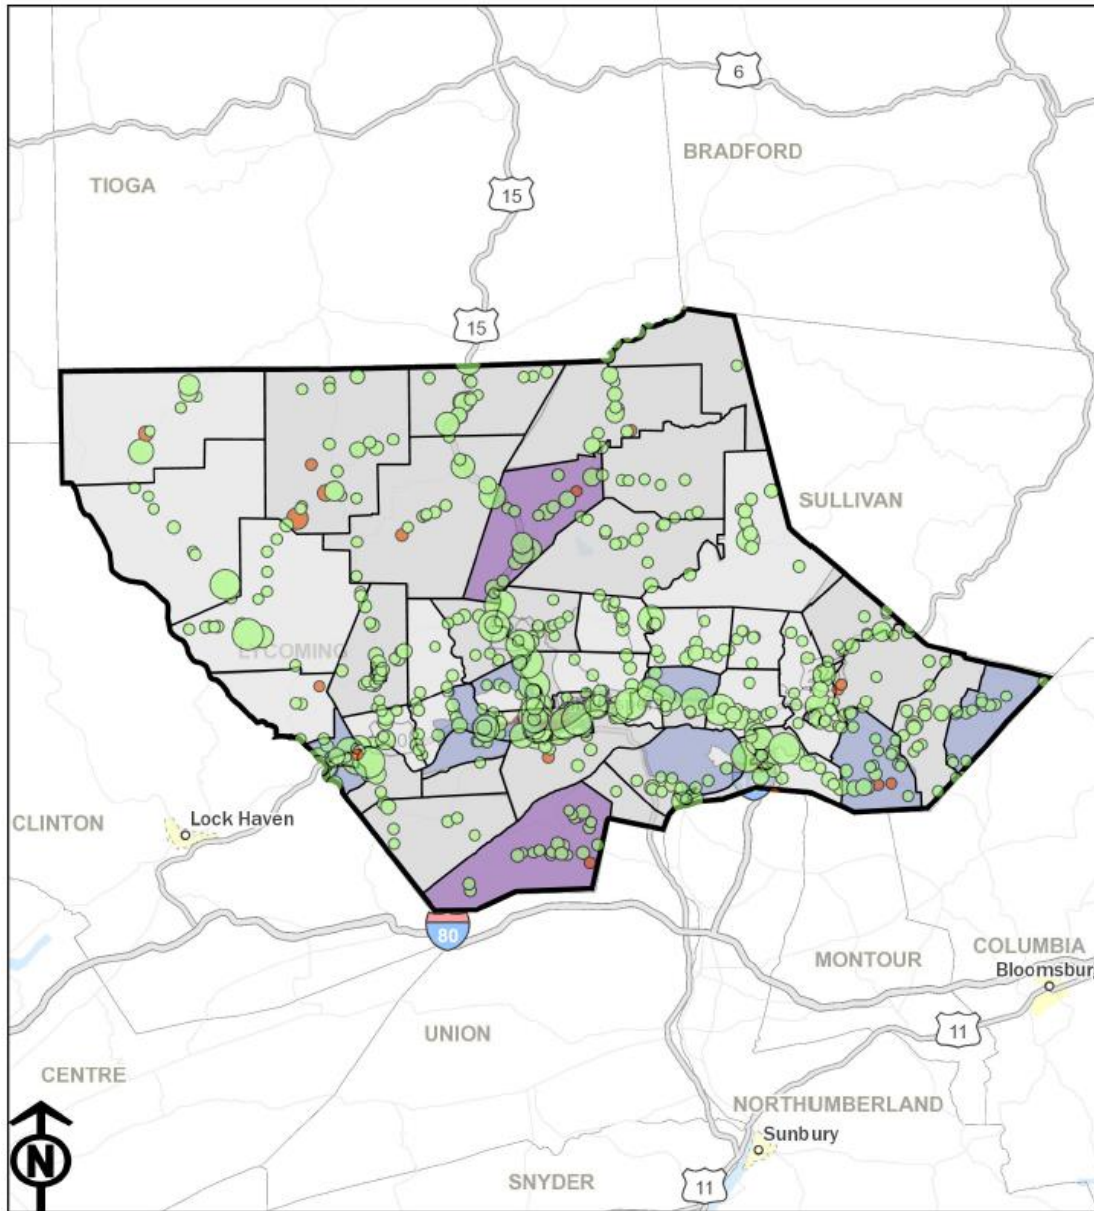 6
BRADFORD
TIOGA
15
15
SULLIVAN
LYCOMING
CLINTON
Lock Haven
80
COLUMBIA
MONTOUR
Bloomsbur
UNION
11
CENTRE
NORTHUMBERLAND
Sunbury
N
SNYDER
11